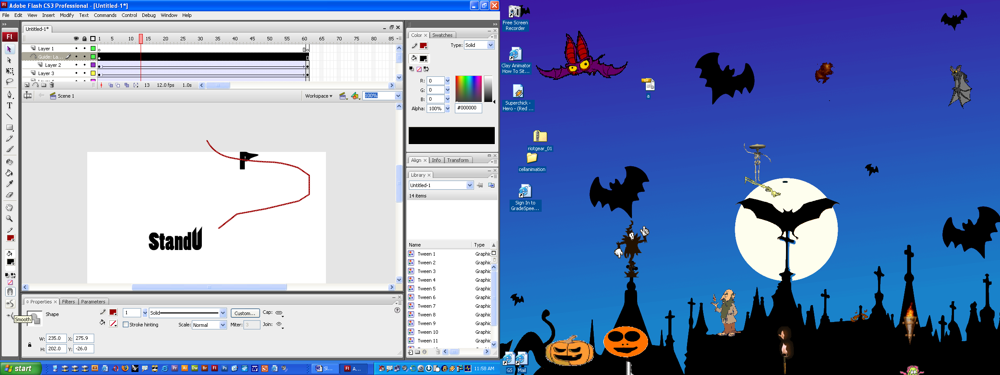 Adobe Flash CS3 Professional - [Untitled-1*]
File Edit View Insert Modify Text Commands Control Debug Window Help
Untitled-1*
1 5 10 15 20 25 30 35 40 45 50 55 60 65 70 75 80 85
Layer 1
Guide: La...
Layer 2
Layer 3
13 12.0 fps 1.0s
Scene 1
Workspace
100%
StandU
P
Fl
T
Smooth
Properties Filters Parameters
Shape
1
Solid
Custom...
Cap:
Stroke hinting
Scale: Normal
Miter: 3
Join:
W: 235.0 X: 275.9
H: 202.0 Y: -26.0
Color Swatches
Type: Solid
R: 0
G: 0
B: 0
Alpha: 100%
#000000
Align Info Transform
Library
Untitled-1
14 items
Name Type
Tween 1 Graphic
Tween 2 Graphic
Tween 3 Graphic
Tween 4 Graphic
Tween 5 Graphic
Tween 6 Graphic
Tween 7 Graphic
Tween 8 Graphic
Tween 9 Graphic
Tween 10 Graphic
Tween 11 Graphic
start
Pr Ai Dw Br Fl Ps
Sl...
A...
11:58 AM
Free Screen
Recorder
Clay Animator
How To Sit...
Superchick -
Hero - (Red ...
GIF
a
riotgear_01
cellanimation
Sign In to
GradeSpee...
GS
Mail